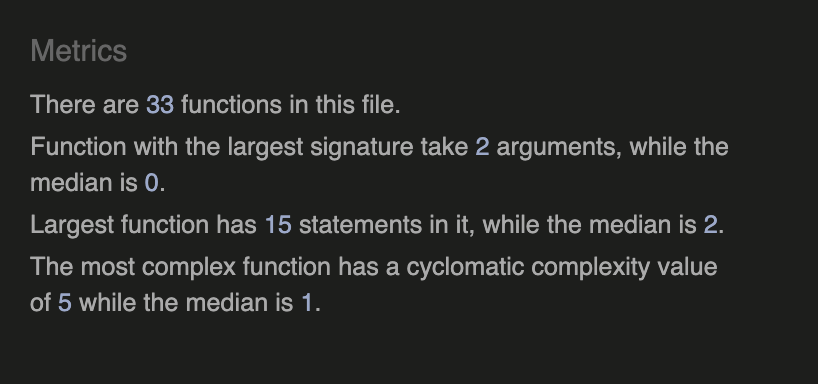 Metrics
There are 33 functions in this file.
Function with the largest signature take 2 arguments, while the
median is 0.
Largest function has 15 statements in it, while the median is 2.
The most complex function has a cyclomatic complexity value
of 5 while the median is 1.